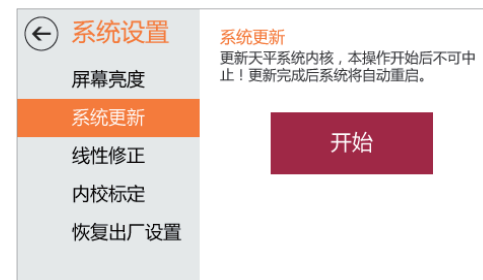 系统设置
屏幕亮度
系统更新
线性修正
内校标定
恢复出厂设置
系统更新
更新天平系统内核，本操作开始后不可中
止！更新完成后系统将自动重启。
开始